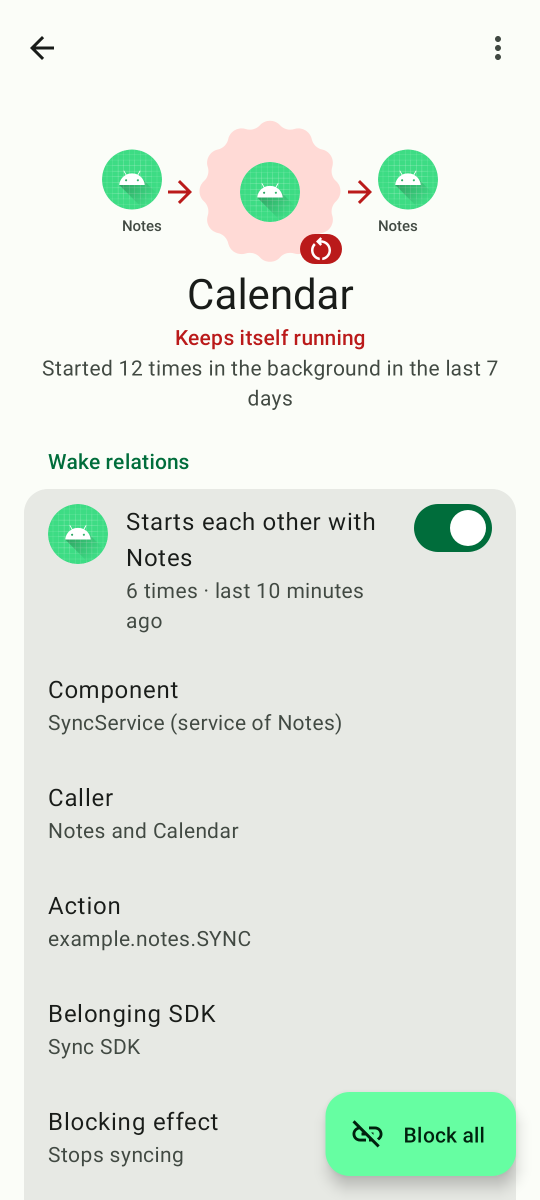 Notes
Notes
Calendar
Keeps itself running
Started 12 times in the background in the last 7
days
Wake relations
Starts each other with
Notes
6 times · last 10 minutes
ago
Component
SyncService (service of Notes)
Caller
Notes and Calendar
Action
example.notes.SYNC
Belonging SDK
Sync SDK
Blocking effect
Stops syncing
Block all